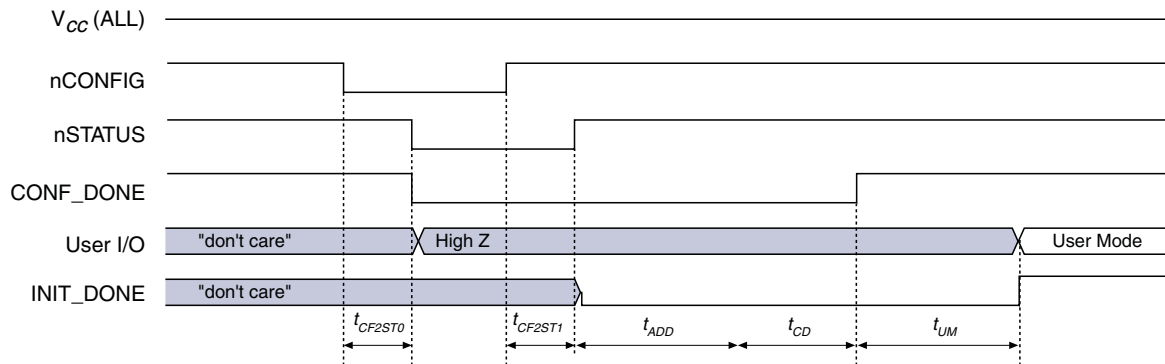 VCC (ALL)
nCONFIG
nSTATUS
CONF_DONE
User I/O "don't care" High Z User Mode
INIT_DONE "don't care"
tCF2ST0 tCF2ST1 tADD tCD tUM